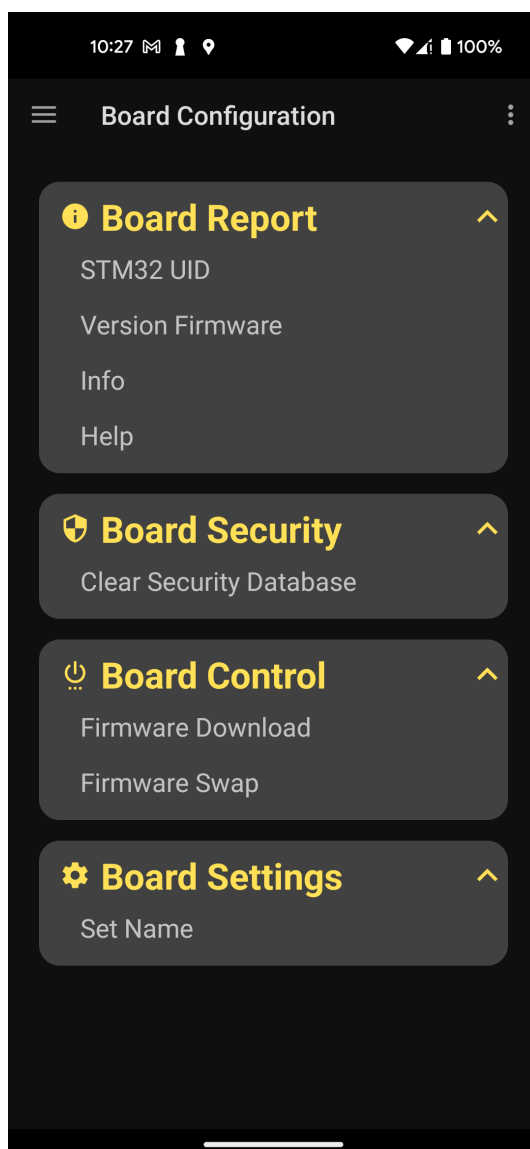 10:27
100%
Board Configuration
Board Report
STM32 UID
Version Firmware
Info
Help
Board Security
Clear Security Database
Board Control
Firmware Download
Firmware Swap
Board Settings
Set Name